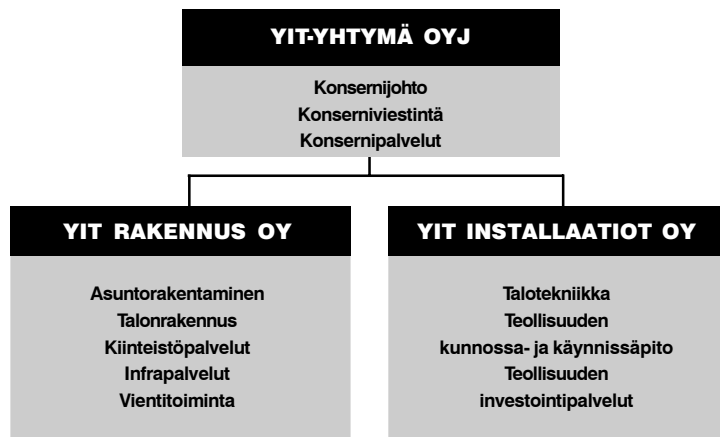 YIT-YHTYMÄ OYJ
Konsernijohto
Konserniviestintä
Konsernipalvelut
YIT RAKENNUS OY
Asuntorakentaminen
Talonrakennus
Kiinteistöpalvelut
Infrapalvelut
Vientitoiminta
YIT INSTALLAATIOT OY
Talotekniikka
Teollisuuden
kunnossa- ja käynnissäpito
Teollisuuden
investointipalvelut